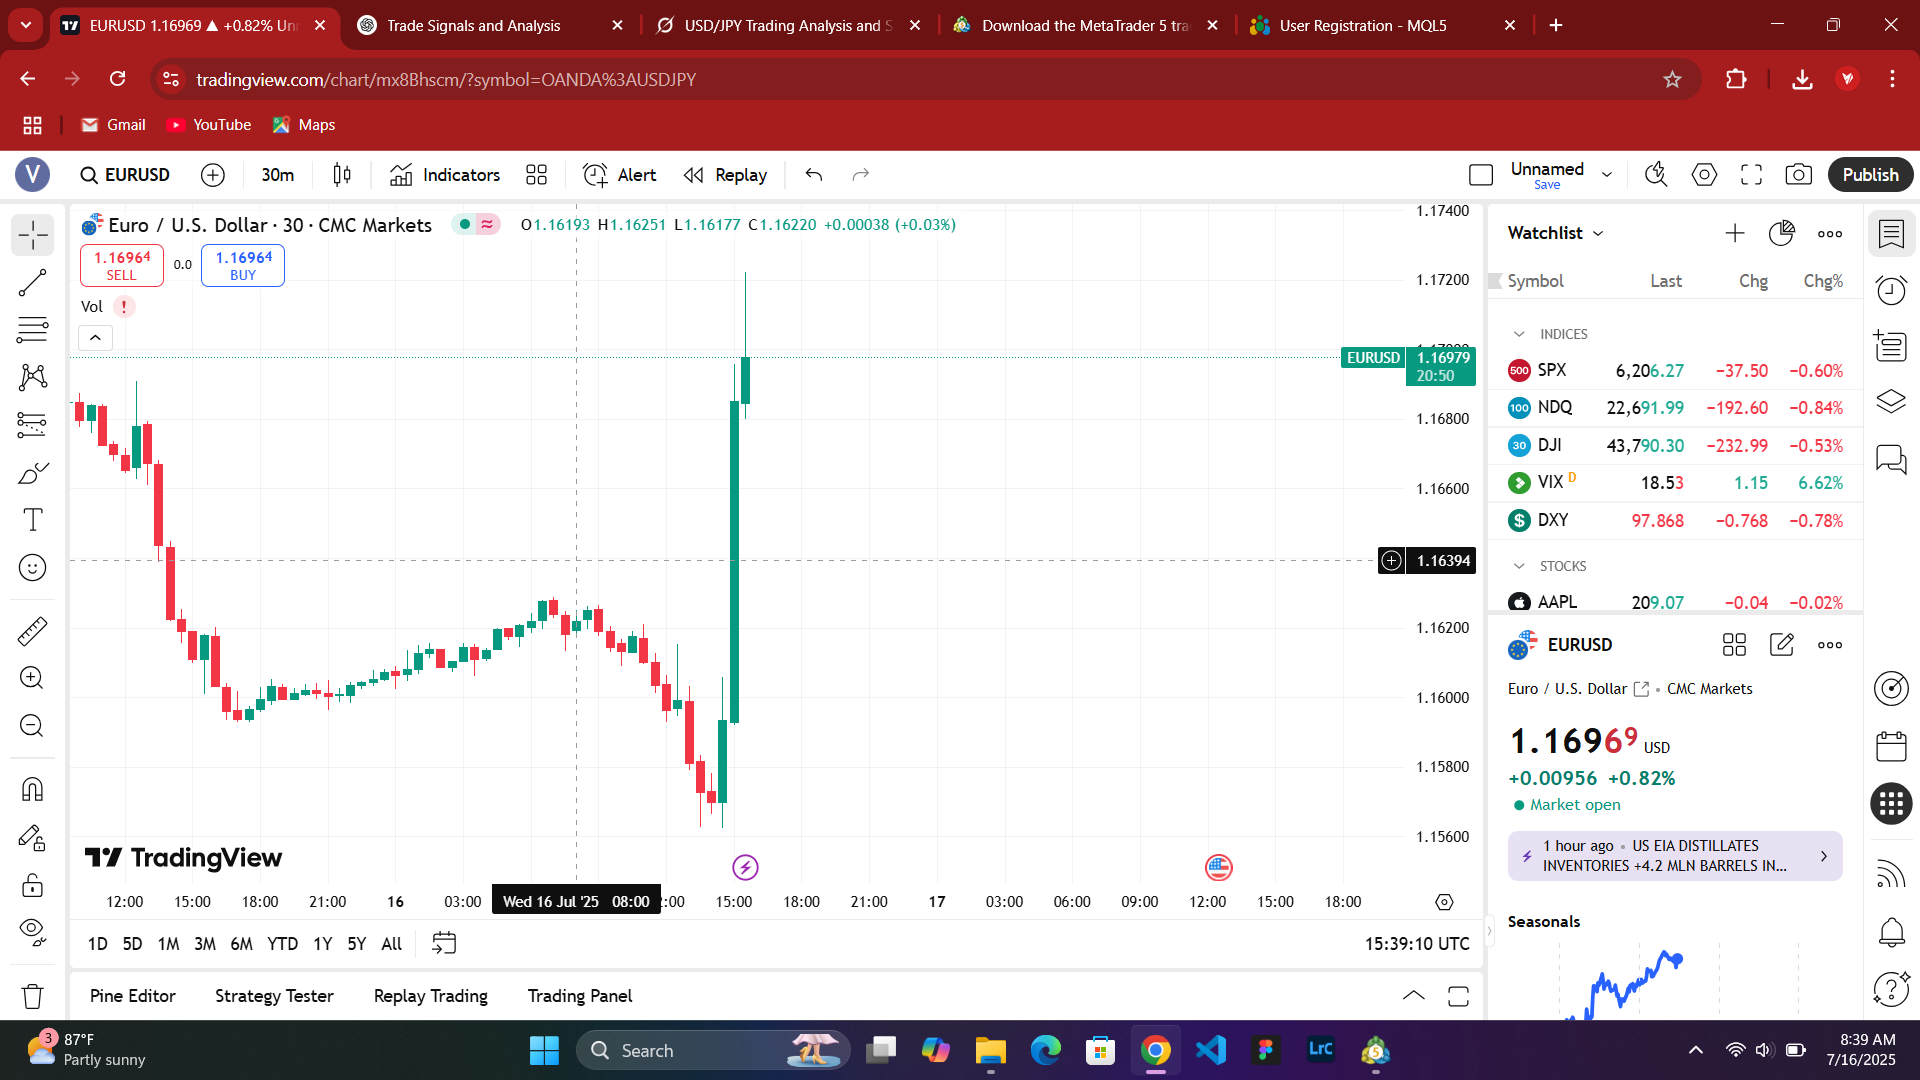 EURUSD 1.16969 ▲ +0.82% Un
Trade Signals and Analysis
USD/JPY Trading Analysis and S
Download the MetaTrader 5 tra
User Registration - MQL5
tradingview.com/chart/mx8Bhscm/?symbol=OANDA%3AUSDJPY
Gmail
YouTube
Maps
V
EURUSD
30m
Indicators
Alert
Replay
Unnamed
Save
Publish
Euro / U.S. Dollar · 30 · CMC Markets
O1.16193 H1.16251 L1.16177 C1.16220 +0.00038 (+0.03%)
1.16964
SELL
0.0
1.16964
BUY
Vol
1.17400
1.17200
EURUSD 1.16979
20:50
1.16800
1.16600
1.16394
1.16200
1.16000
1.15800
1.15600
TradingView
12:00 15:00 18:00 21:00 16 03:00 Wed 16 Jul '25 08:00 2:00 15:00 18:00 21:00 17 03:00 06:00 09:00 12:00 15:00 18:00
1D 5D 1M 3M 6M YTD 1Y 5Y All
15:39:10 UTC
Pine Editor
Strategy Tester
Replay Trading
Trading Panel
Watchlist
Symbol Last Chg Chg%
INDICES
500 SPX 6,206.27 −37.50 −0.60%
100 NDQ 22,691.99 −192.60 −0.84%
30 DJI 43,790.30 −232.99 −0.53%
VIX D 18.53 1.15 6.62%
$ DXY 97.868 −0.768 −0.78%
STOCKS
AAPL 209.07 −0.04 −0.02%
EURUSD
Euro / U.S. Dollar • CMC Markets
1.16969 USD
+0.00956 +0.82%
Market open
1 hour ago • US EIA DISTILLATES
INVENTORIES +4.2 MLN BARRELS IN...
Seasonals
3
87°F
Partly sunny
Search
LrC
5
8:39 AM
7/16/2025